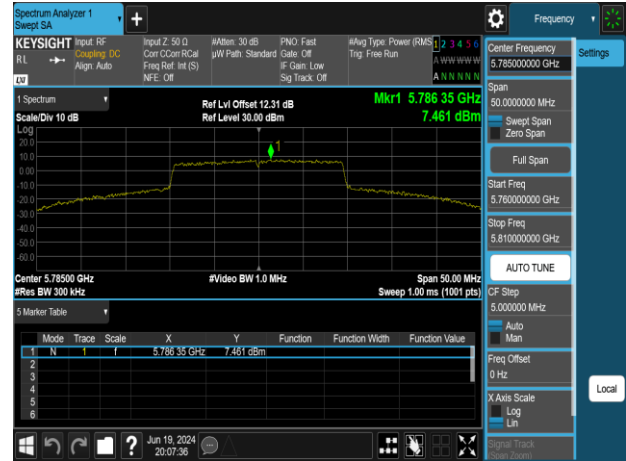 Spectrum Analyzer 1
Swept SA
+
Frequency
KEYSIGHT Input: RF Input Z: 50 Ω #Atten: 30 dB PNO: Fast #Avg Type: Power (RMS 1 2 3 4 5 6
RL Coupling: DC Corr CCorr RCal µW Path: Standard Gate: Off Trig: Free Run A W W W W W
Align: Auto Freq Ref: Int (S) IF Gain: Low
NFE: Off Sig Track: Off A N N N N N
LXI
Center Frequency
5.785000000 GHz
Settings
1 Spectrum
Ref Lvl Offset 12.31 dB
Mkr1 5.786 35 GHz
Scale/Div 10 dB
Ref Level 30.00 dBm
7.461 dBm
Log
20.0
10.0
0.00
-10.0
-20.0
-30.0
-40.0
-50.0
-60.0
1
Center 5.78500 GHz #Video BW 1.0 MHz Span 50.00 MHz
#Res BW 300 kHz Sweep 1.00 ms (1001 pts)
Span
50.0000000 MHz
Swept Span
Zero Span
Full Span
Start Freq
5.760000000 GHz
Stop Freq
5.810000000 GHz
AUTO TUNE
CF Step
5.000000 MHz
Auto
Man
Freq Offset
0 Hz
X Axis Scale
Log
Lin
Signal Track
(Span Zoom)
Local
5 Marker Table
Mode Trace Scale X Y Function Function Width Function Value
1 N 1 f 5.786 35 GHz 7.461 dBm
2
3
4
5
6
? Jun 19, 2024
20:07:36